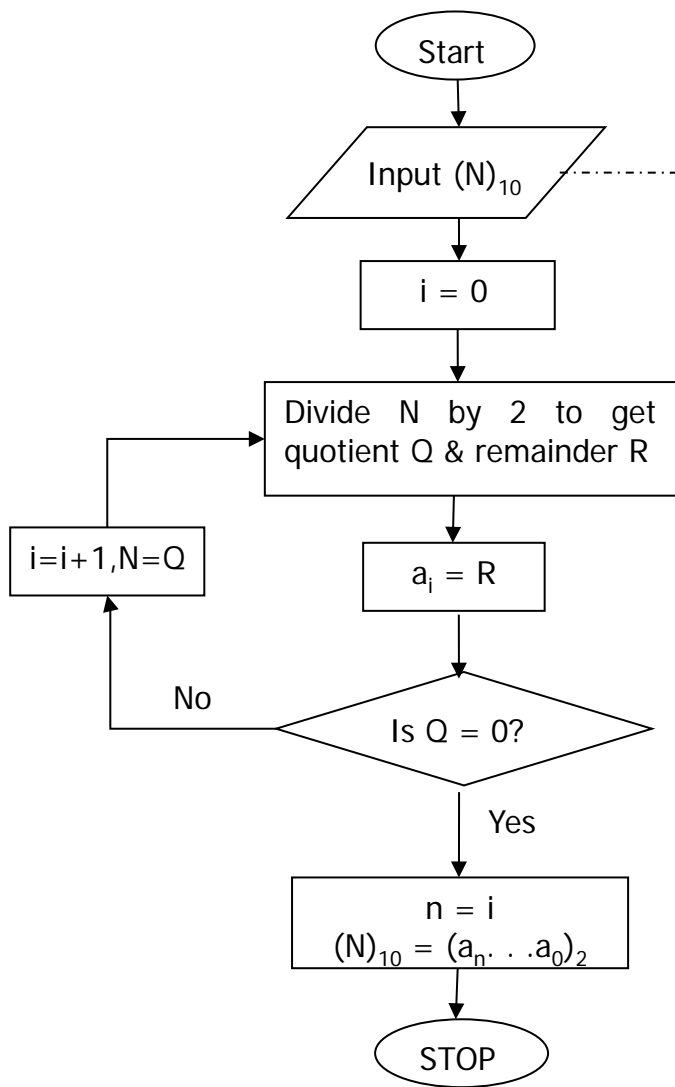 Start
Input (N)₁₀
i = 0
Divide N by 2 to get
quotient Q & remainder R
i=i+1,N=Q
aᵢ = R
No
Is Q = 0?
Yes
n = i
(N)₁₀ = (aₙ. . .a₀)₂
STOP